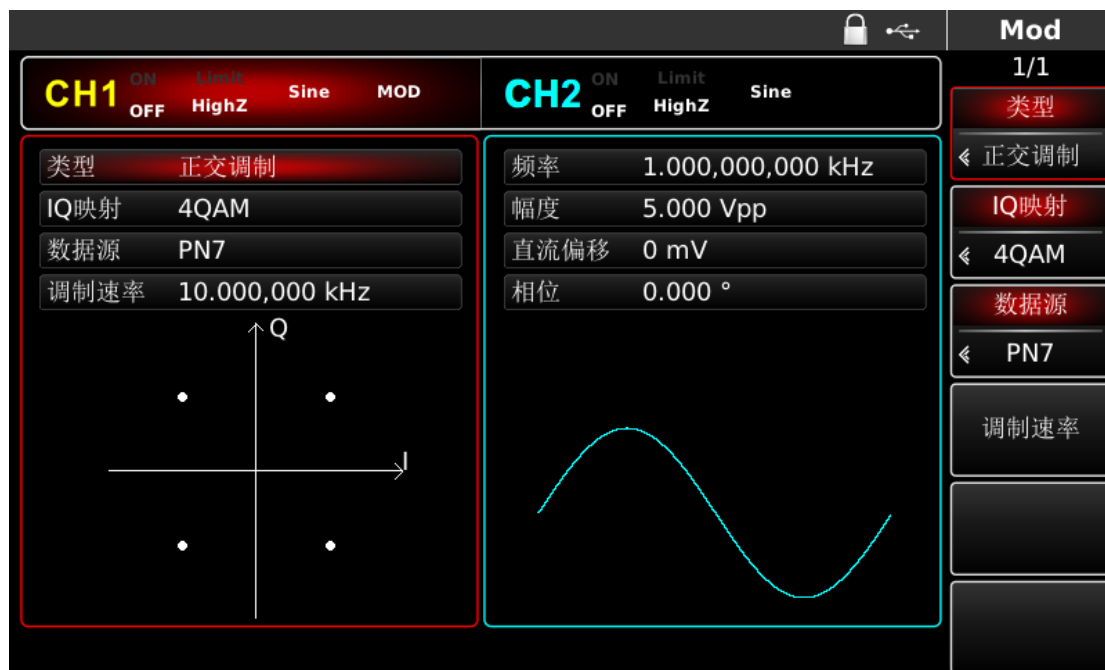 Mod
1/1
CH1 ON OFF Limit HighZ Sine MOD
CH2 ON OFF Limit HighZ Sine
类型 正交调制
IQ映射 4QAM
数据源 PN7
调制速率 10.000,000 kHz
Q
I
频率 1.000,000,000 kHz
幅度 5.000 Vpp
直流偏移 0 mV
相位 0.000 °
类型
正交调制
IQ映射
4QAM
数据源
PN7
调制速率